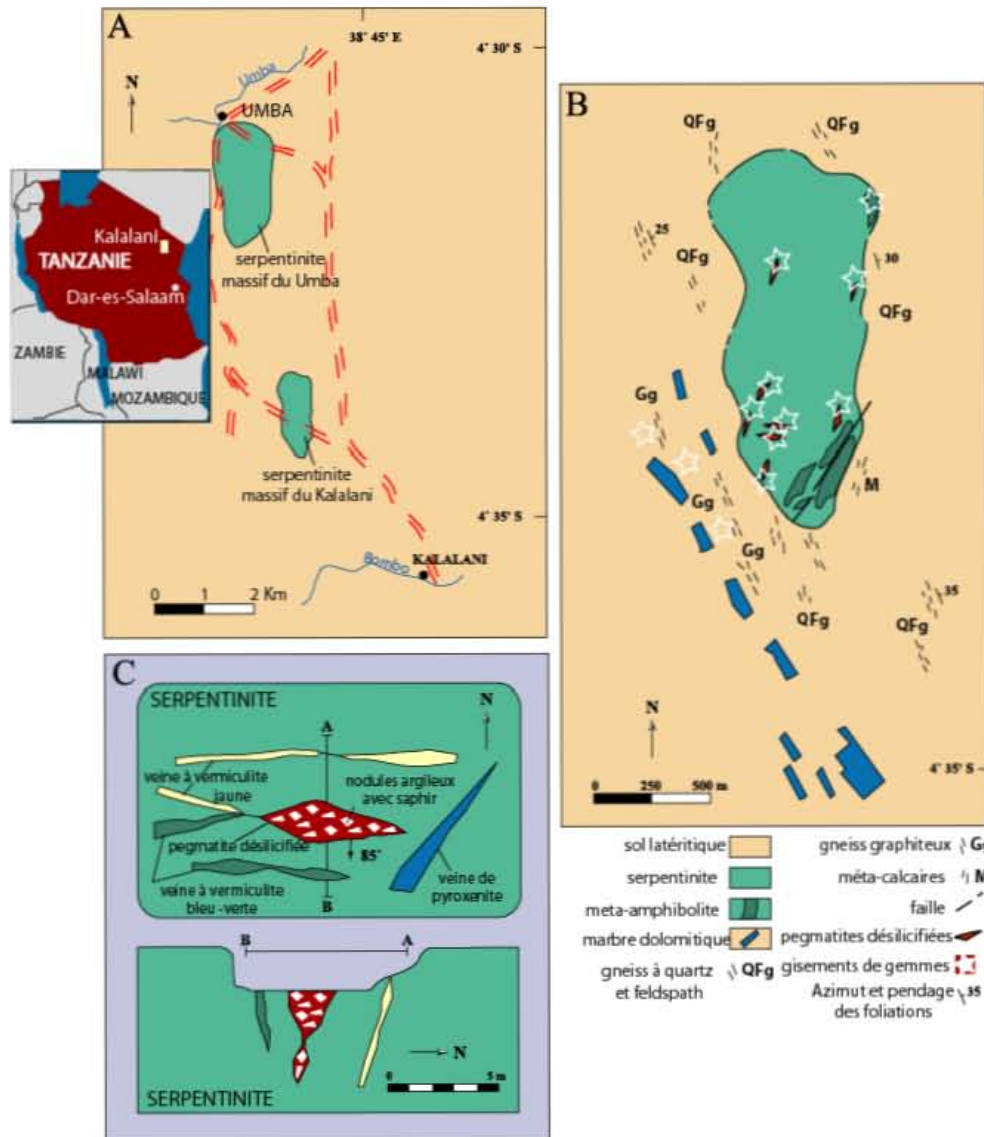 A
38° 45' E
4° 30' S
N
Umba
UMBA
serpentinite
massif du Umba
serpentinite
massif du Kalalani
4° 35' S
Bombo
KALALANI
0 1 2 Km
Kalalani
TANZANIE
Dar-es-Salaam
ZAMBIE
MALAWI
MOZAMBIQUE
B
QFg
QFg
25
QFg
30
QFg
Gg
Gg
M
Gg
QFg
35
QFg
N
0 250 500 m
4° 35' S
sol latéritique
serpentinite
meta-amphibolite
marbre dolomitique
gneiss à quartz
et feldspath
QFg
gneiss graphiteux Gg
méta-calcaires M
faille
pegmatites désilicifiées
gisements de gemmes
Azimut et pendage
des foliations
35
C
SERPENTINITE
A
N
veine à vermiculite
jaune
nodules argileux
avec saphir
pegmatite désilicifiée
85°
veine à vermiculite
bleu-verte
B
veine de
pyroxenite
B A
N
0 5 m
SERPENTINITE